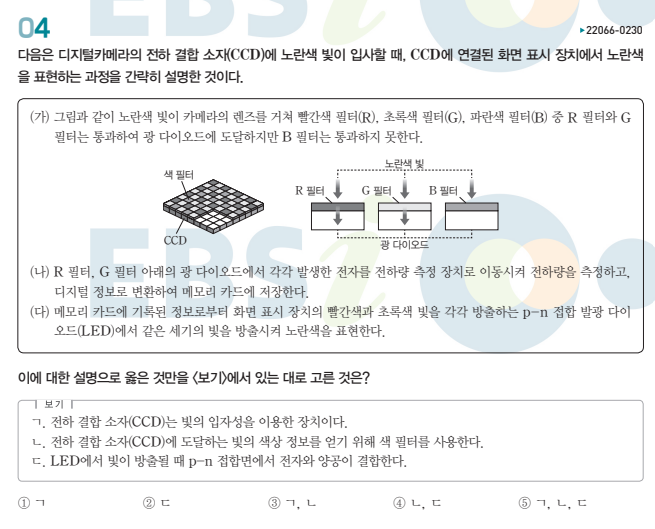 04
▸22066-0230
다음은 디지털카메라의 전하 결합 소자(CCD)에 노란색 빛이 입사할 때, CCD에 연결된 화면 표시 장치에서 노란색
을 표현하는 과정을 간략히 설명한 것이다.
(가) 그림과 같이 노란색 빛이 카메라의 렌즈를 거쳐 빨간색 필터(R), 초록색 필터(G), 파란색 필터(B) 중 R 필터와 G
필터는 통과하여 광 다이오드에 도달하지만 B 필터는 통과하지 못한다.
색 필터
CCD
노란색 빛
R 필터
G 필터
B 필터
광 다이오드
(나) R 필터, G 필터 아래의 광 다이오드에서 각각 발생한 전자를 전하량 측정 장치로 이동시켜 전하량을 측정하고,
디지털 정보로 변환하여 메모리 카드에 저장한다.
(다) 메모리 카드에 기록된 정보로부터 화면 표시 장치의 빨간색과 초록색 빛을 각각 방출하는 p-n 접합 발광 다이
오드(LED)에서 같은 세기의 빛을 방출시켜 노란색을 표현한다.
이에 대한 설명으로 옳은 것만을 〈보기〉에서 있는 대로 고른 것은?
| 보기 |
ㄱ. 전하 결합 소자(CCD)는 빛의 입자성을 이용한 장치이다.
ㄴ. 전하 결합 소자(CCD)에 도달하는 빛의 색상 정보를 얻기 위해 색 필터를 사용한다.
ㄷ. LED에서 빛이 방출될 때 p-n 접합면에서 전자와 양공이 결합한다.
① ㄱ ② ㄷ ③ ㄱ, ㄴ ④ ㄴ, ㄷ ⑤ ㄱ, ㄴ, ㄷ
EBSi